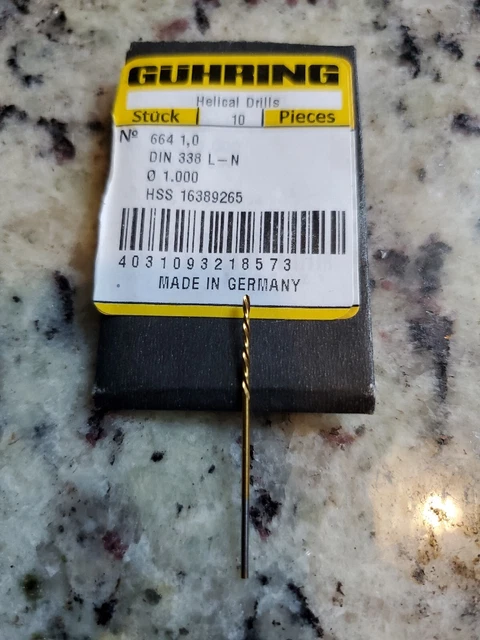 GUHRING
Helical Drills
Stück 10 Pieces
Nº 664 1,0
DIN 338 L-N
Ø 1.000
HSS 16389265
4031093218573
MADE IN GERMANY